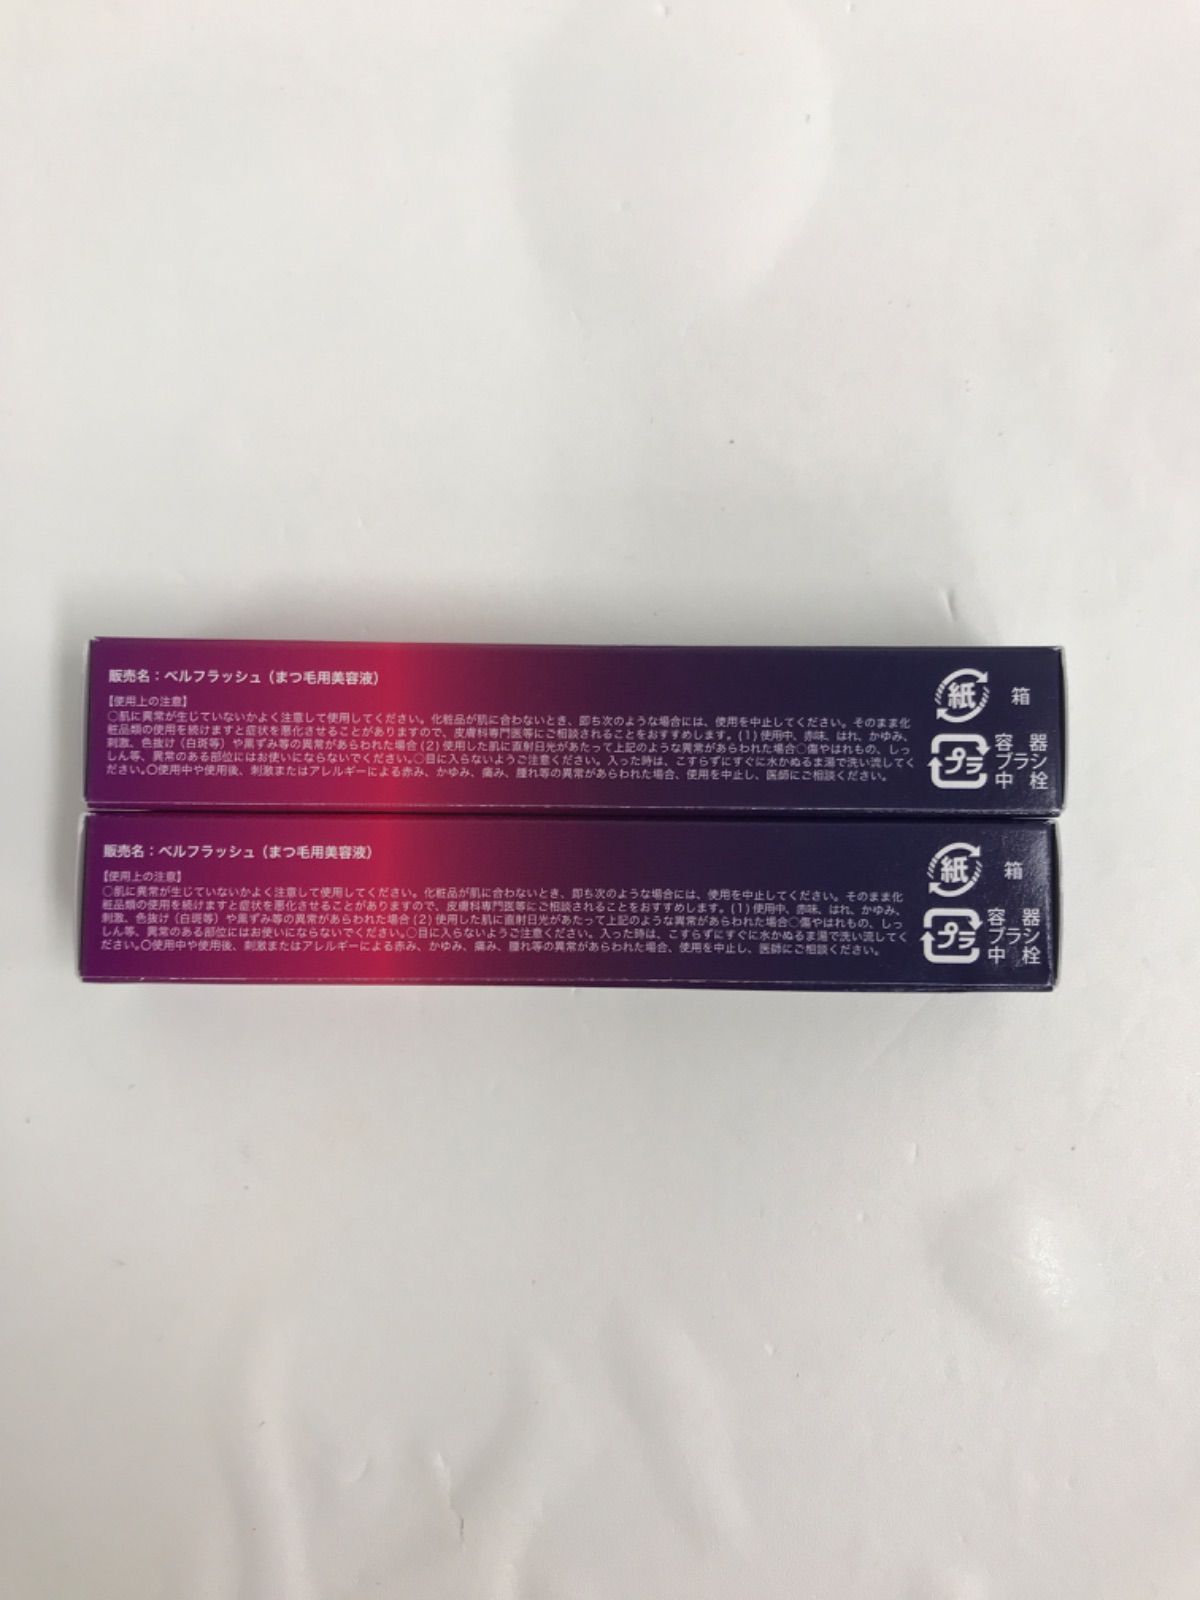 販売名：ベルフラッシュ（まつ毛用美容液）
【使用上の注意】
○肌に異常が生じていないかよく注意して使用してください。化粧品が肌に合わないとき、即ち次のような場合には、使用を中止してください。そのまま化
粧品類の使用を続けますと症状を悪化させることがありますので、皮膚科専門医等にご相談されることをおすすめします。(1)使用中、赤味、はれ、かゆみ、
刺激、色抜け（白斑等）や黒ずみ等の異常があらわれた場合(2)使用した肌に直射日光があたって上記のような異常があらわれた場合○傷やはれもの、しっ
しん等、異常のある部位にはお使いにならないでください。○目に入らないようご注意ください。入った時は、こすらずにすぐに水かぬるま湯で洗い流してく
ださい。○使用中や使用後、刺激またはアレルギーによる赤み、かゆみ、痛み、腫れ等の異常があらわれた場合、使用を中止し、医師にご相談ください。
紙 箱
プラ
容 器
ブラシ
中 栓
販売名：ベルフラッシュ（まつ毛用美容液）
【使用上の注意】
○肌に異常が生じていないかよく注意して使用してください。化粧品が肌に合わないとき、即ち次のような場合には、使用を中止してください。そのまま化
粧品類の使用を続けますと症状を悪化させることがありますので、皮膚科専門医等にご相談されることをおすすめします。(1)使用中、赤味、はれ、かゆみ、
刺激、色抜け（白斑等）や黒ずみ等の異常があらわれた場合(2)使用した肌に直射日光があたって上記のような異常があらわれた場合○傷やはれもの、しっ
しん等、異常のある部位にはお使いにならないでください。○目に入らないようご注意ください。入った時は、こすらずにすぐに水かぬるま湯で洗い流してく
ださい。○使用中や使用後、刺激またはアレルギーによる赤み、かゆみ、痛み、腫れ等の異常があらわれた場合、使用を中止し、医師にご相談ください。
紙 箱
プラ
容 器
ブラシ
中 栓